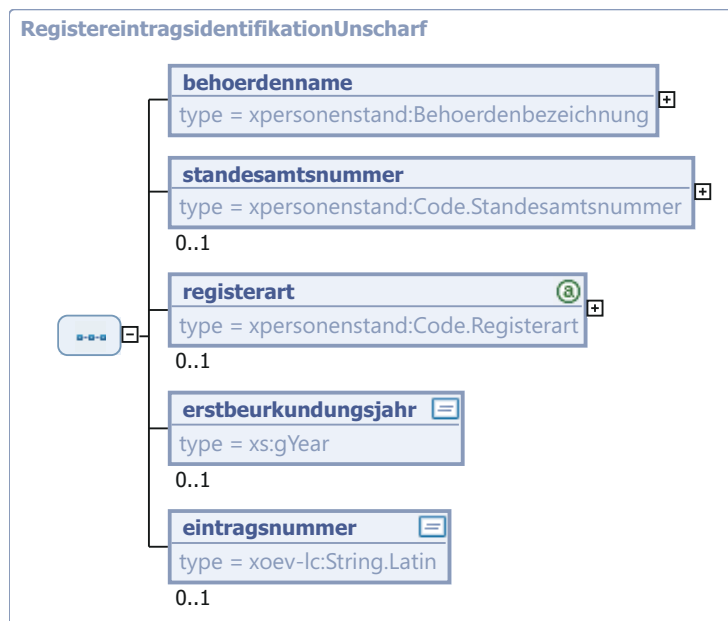 RegistereintragsidentifikationUnscharf
behoerdenname
type = xpersonenstand:Behoerdenbezeichnung
standesamtsnummer
type = xpersonenstand:Code.Standesamtsnummer
0..1
registerart
type = xpersonenstand:Code.Registerart
0..1
erstbeurkundungsjahr
type = xs:gYear
0..1
eintragsnummer
type = xoev-lc:String.Latin
0..1